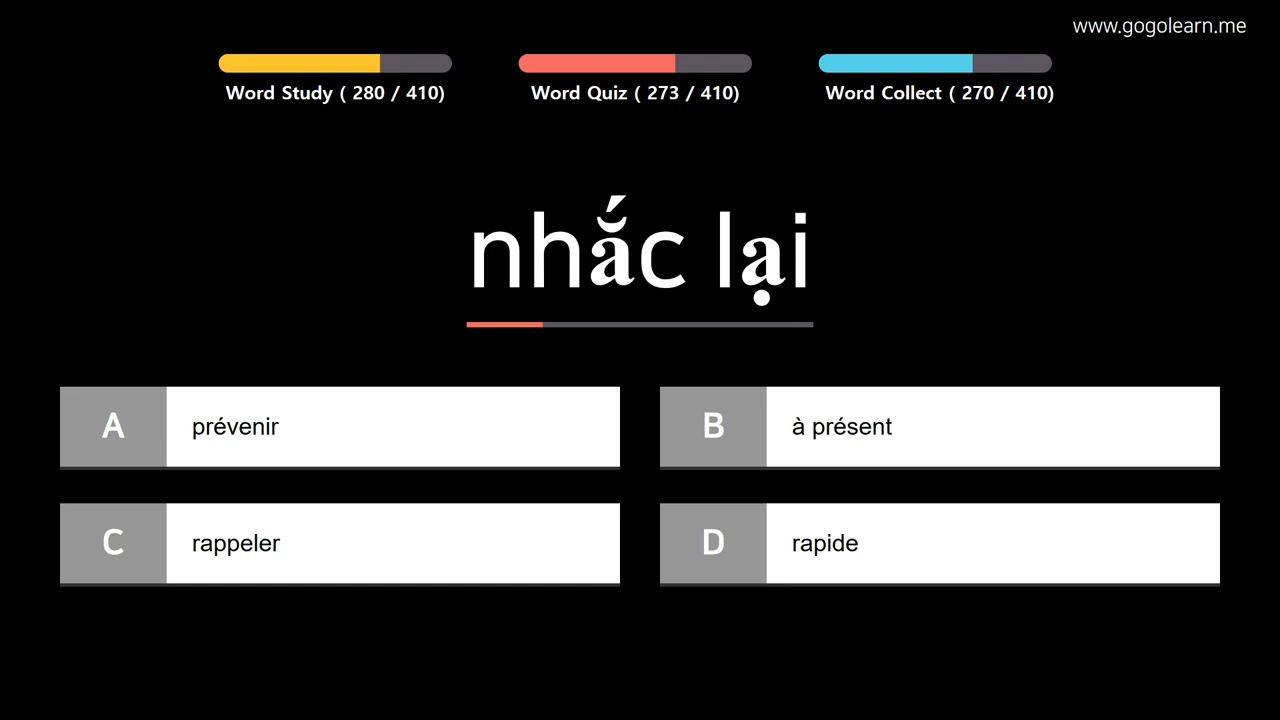 www.gogolearn.me
Word Study ( 280 / 410)
Word Quiz ( 273 / 410)
Word Collect ( 270 / 410)
nhắc lại
A prévenir
B à présent
C rappeler
D rapide